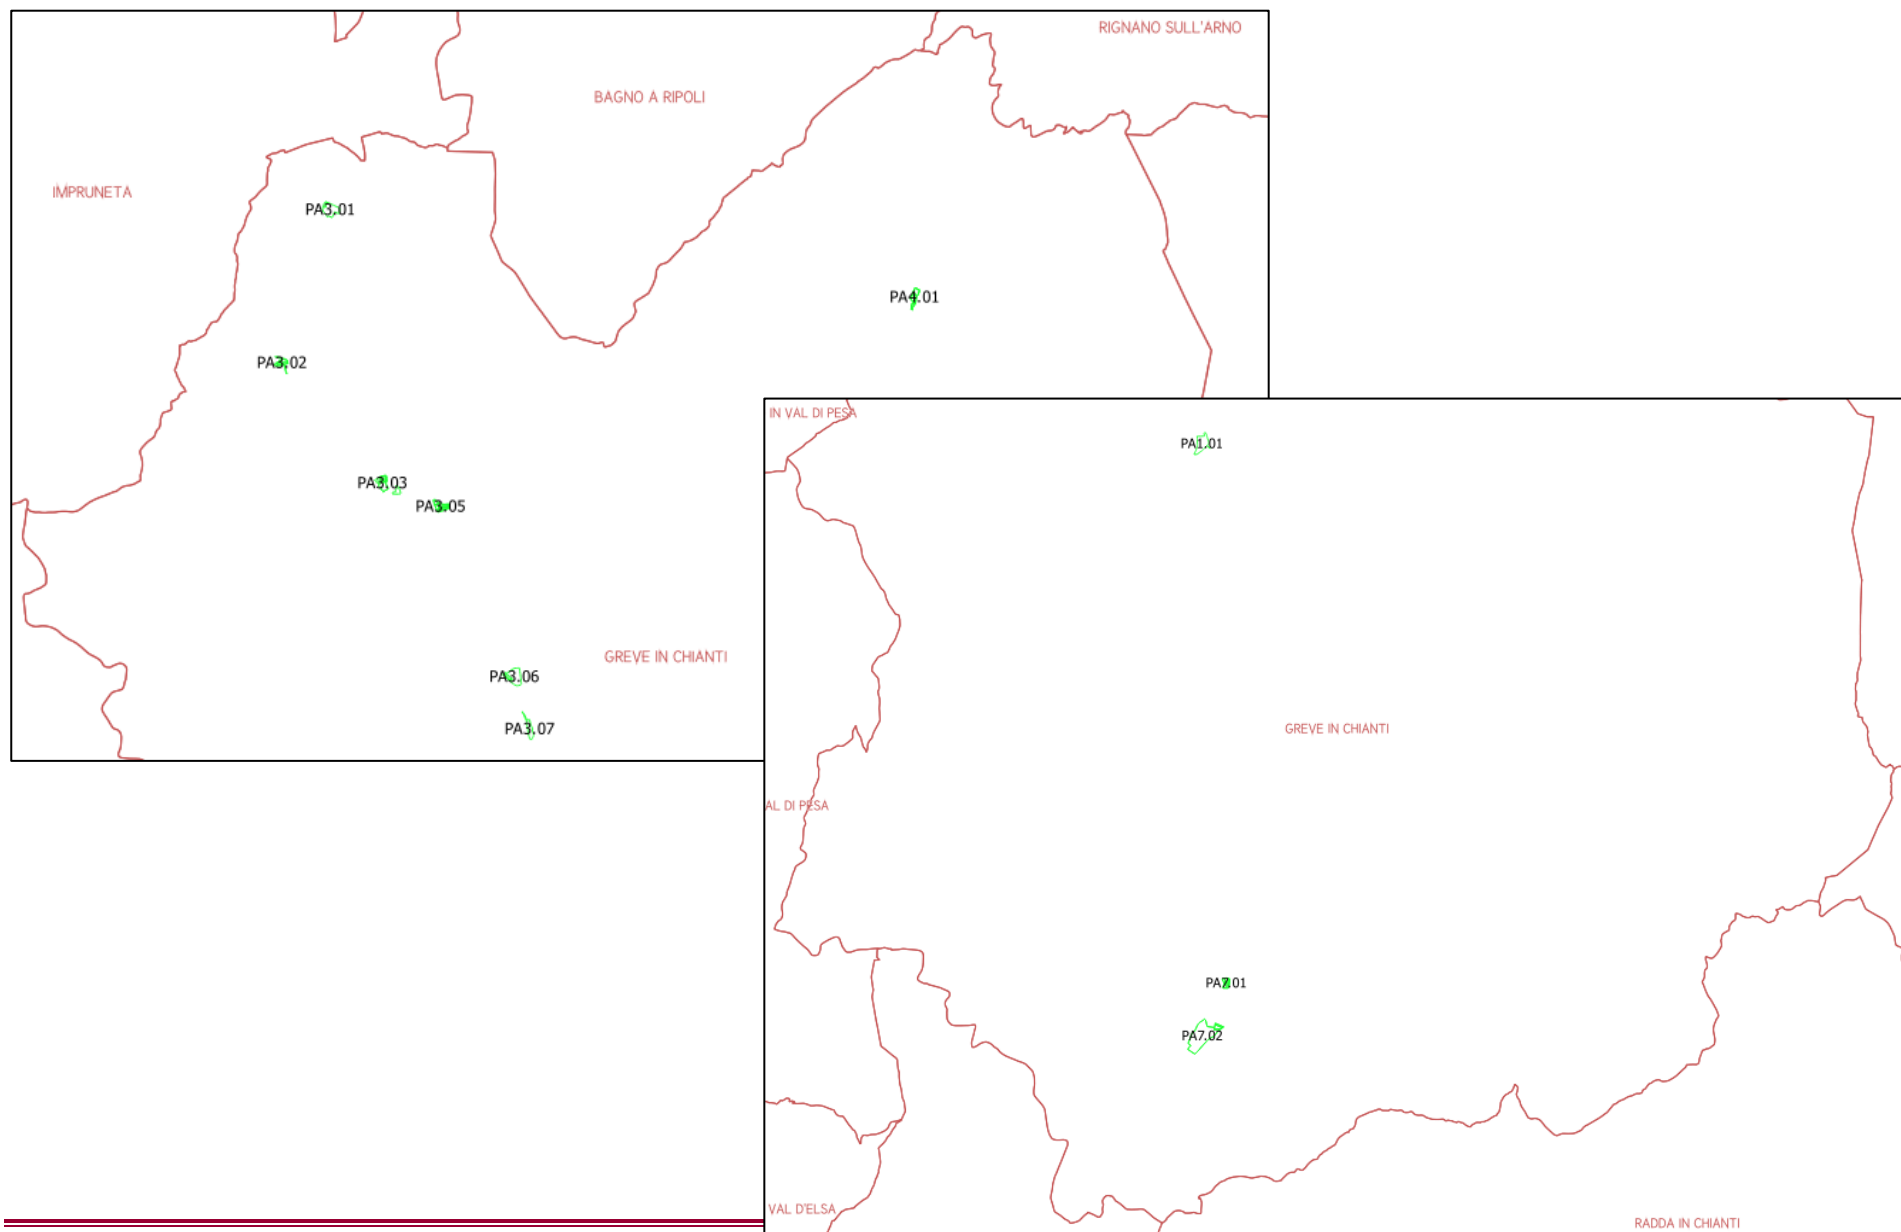 RIGNANO SULL'ARNO
BAGNO A RIPOLI
IMPRUNETA
PA3.01
PA4.01
PA3.02
PA3.03
PA3.05
GREVE IN CHIANTI
PA3.06
PA3.07
IN VAL DI PESA
PA1.01
GREVE IN CHIANTI
AL DI PESA
PA7.01
PA7.02
VAL D'ELSA
RADDA IN CHIANTI